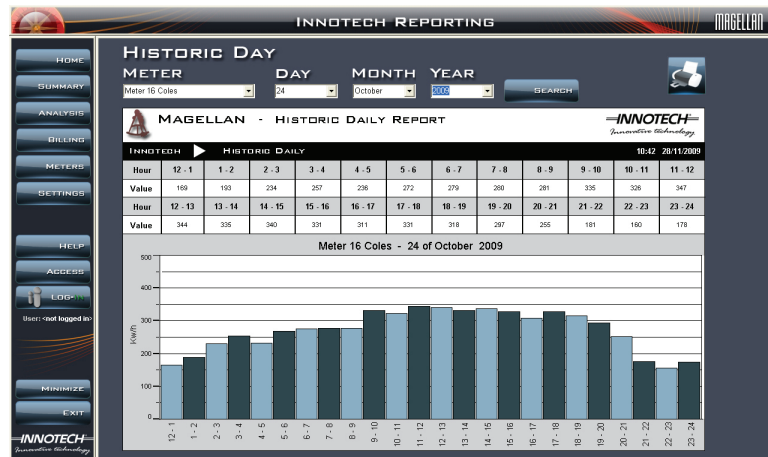 INNOTECH REPORTING
MAGELLAN
HOME
SUMMARY
ANALYSIS
BILLING
METERS
SETTINGS
HELP
ACCESS
LOG-IN
User: <not logged in>
MINIMIZE
EXIT
INNOTECH
Innovative technology
HISTORIC DAY
METER DAY MONTH YEAR
Meter 16 Coles 24 October 2009 SEARCH
MAGELLAN - HISTORIC DAILY REPORT
INNOTECH
Innovative technology
INNOTECH HISTORIC DAILY 10:42 28/11/2009
Hour 12 - 1 1 - 2 2 - 3 3 - 4 4 - 5 5 - 6 6 - 7 7 - 8 8 - 9 9 - 10 10 - 11 11 - 12
Value 169 193 234 257 236 272 279 280 281 335 326 347
Hour 12 - 13 13 - 14 14 - 15 15 - 16 16 - 17 17 - 18 18 - 19 19 - 20 20 - 21 21 - 22 22 - 23 23 - 24
Value 344 335 340 331 311 331 318 297 255 181 160 178
Meter 16 Coles - 24 of October 2009
Kw/h
500
400
300
200
100
0
12 - 1 1 - 2 2 - 3 3 - 4 4 - 5 5 - 6 6 - 7 7 - 8 8 - 9 9 - 10 10 - 11 11 - 12 12 - 13 13 - 14 14 - 15 15 - 16 16 - 17 17 - 18 18 - 19 19 - 20 20 - 21 21 - 22 22 - 23 23 - 24